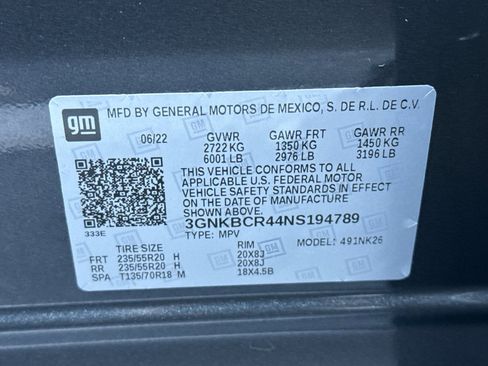 gm
MFD BY GENERAL MOTORS DE MEXICO, S. DE R.L. DE C.V.
06/22 GVWR GAWR FRT GAWR RR
2722 KG 1350 KG 1450 KG
6001 LB 2976 LB 3196 LB
THIS VEHICLE CONFORMS TO ALL
APPLICABLE U.S. FEDERAL MOTOR
VEHICLE SAFETY STANDARDS IN EFFECT
ON THE DATE OF MANUFACTURE SHOWN
ABOVE.
3GNKBCR44NS194789
333E TYPE: MPV MODEL: 491NK26
TIRE SIZE RIM
FRT 235/55R20 H 20X8J
RR 235/55R20 H 20X8J
SPA T135/70R18 M 18X4.5B